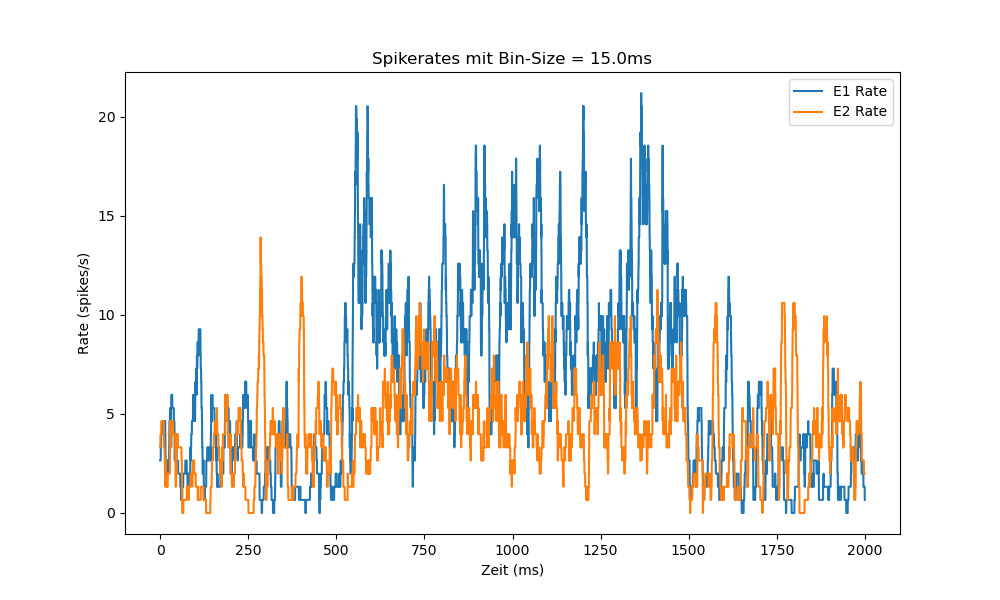 Spikerates mit Bin-Size = 15.0ms
E1 Rate
E2 Rate
Rate (spikes/s)
20
15
10
5
0
0 250 500 750 1000 1250 1500 1750 2000
Zeit (ms)